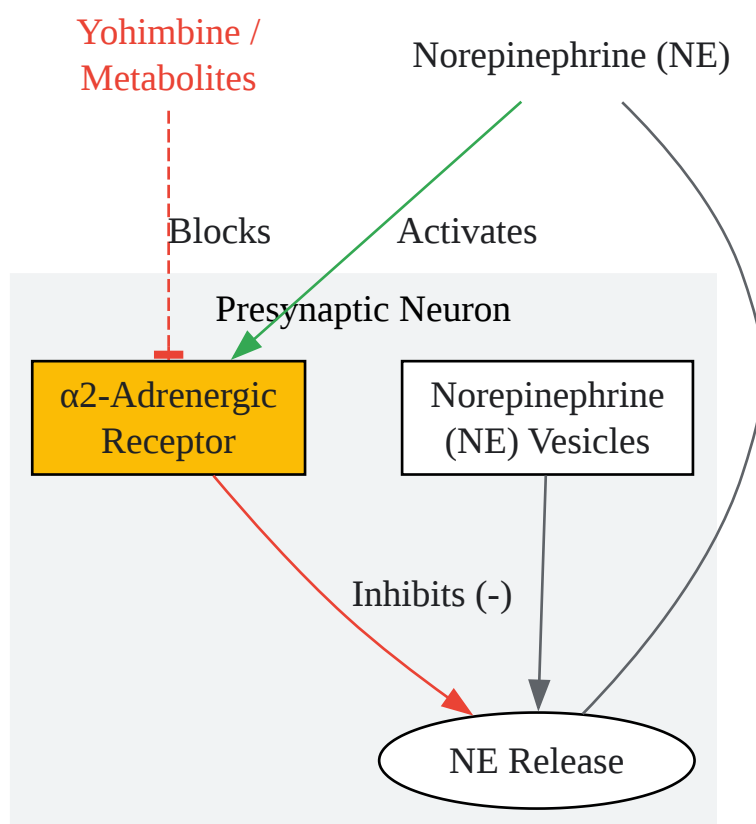 Yohimbine /
Metabolites
Norepinephrine (NE)
Blocks
Activates
Presynaptic Neuron
α2-Adrenergic
Receptor
Norepinephrine
(NE) Vesicles
Inhibits (-)
NE Release